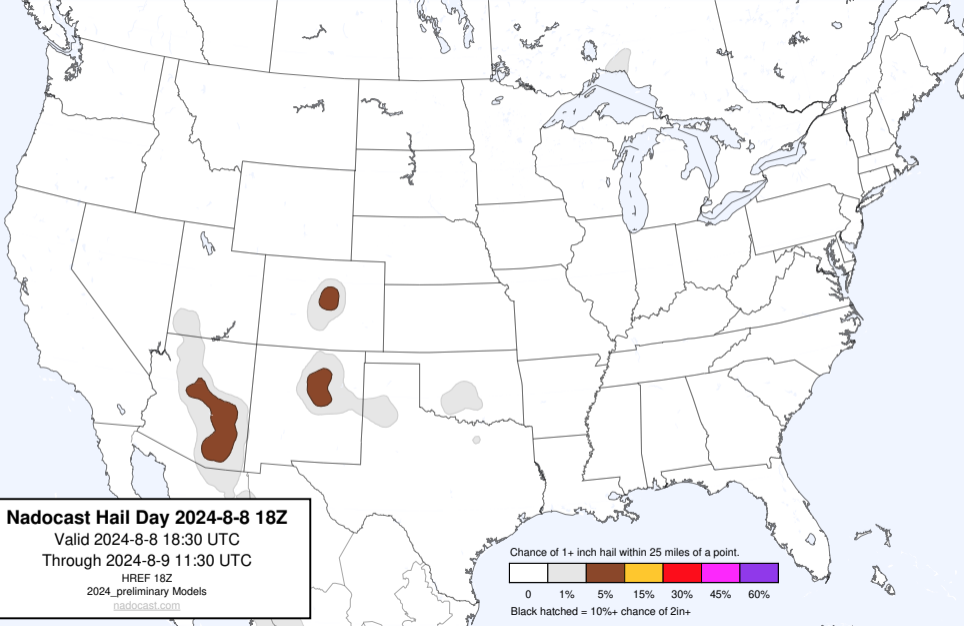 Nadocast Hail Day 2024-8-8 18Z
Valid 2024-8-8 18:30 UTC
Through 2024-8-9 11:30 UTC
HREF 18Z
2024_preliminary Models
nadocast.com
Chance of 1+ inch hail within 25 miles of a point.
0 1% 5% 15% 30% 45% 60%
Black hatched = 10%+ chance of 2in+